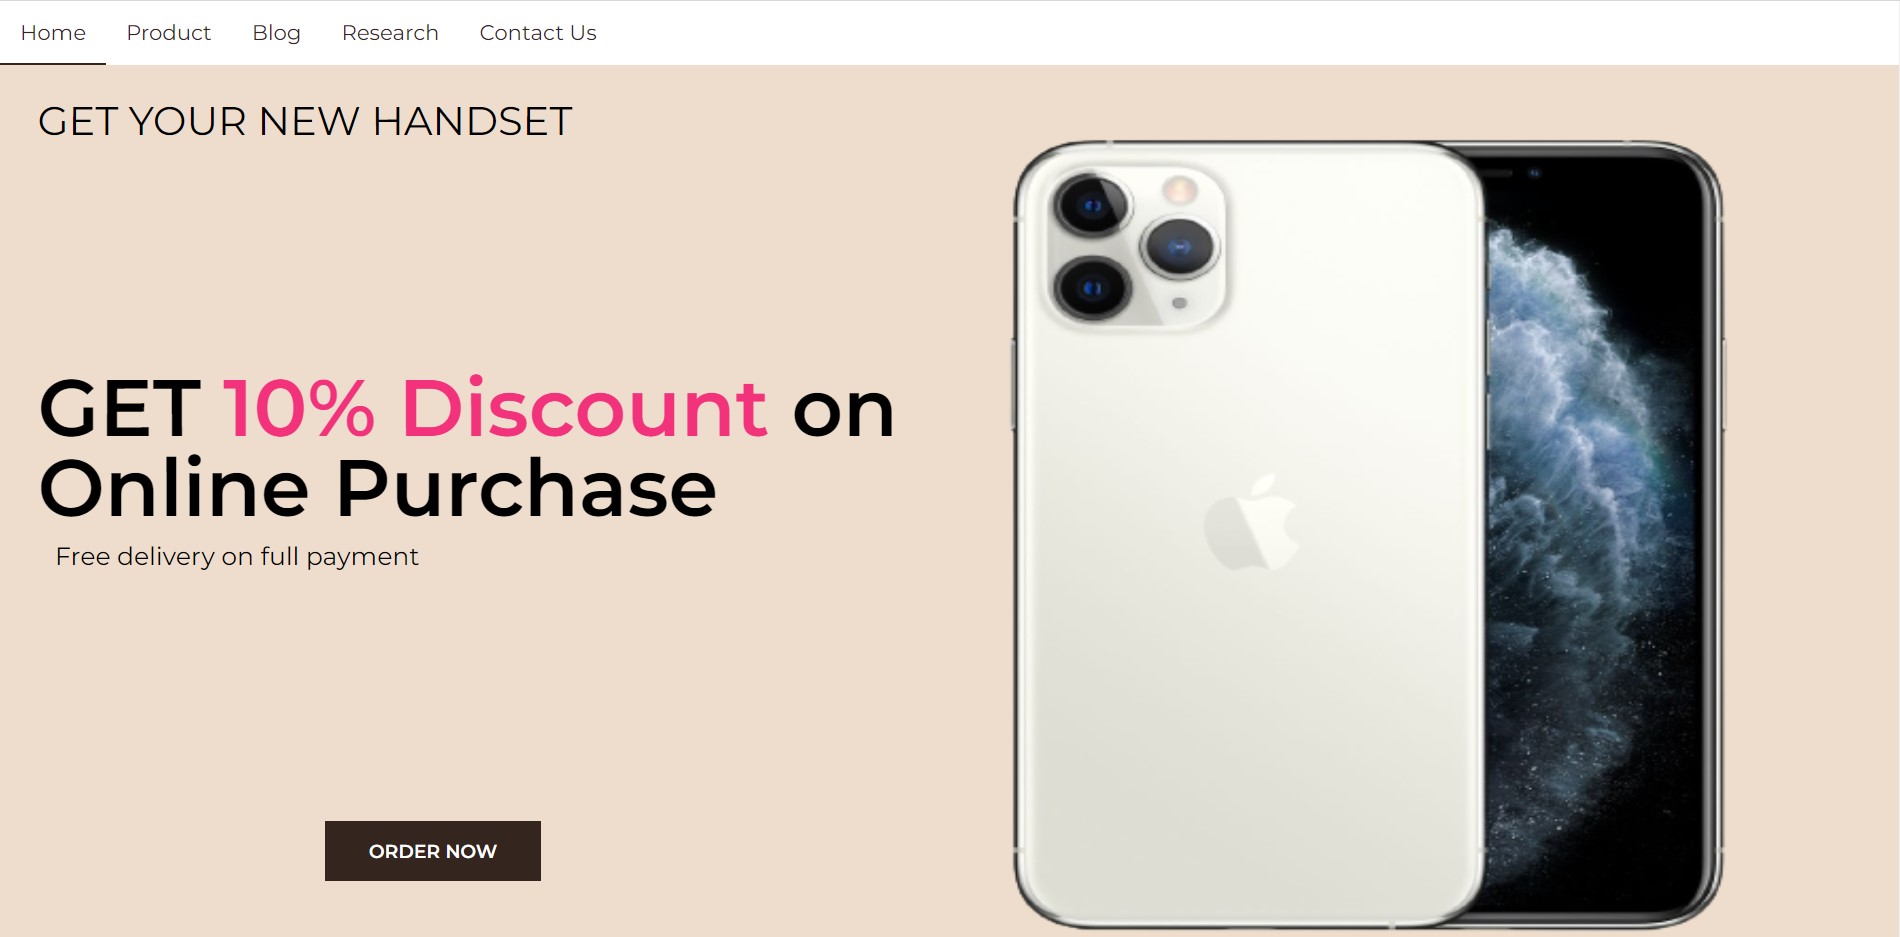 Home Product Blog Research Contact Us
GET YOUR NEW HANDSET
GET 10% Discount on
Online Purchase
Free delivery on full payment
ORDER NOW